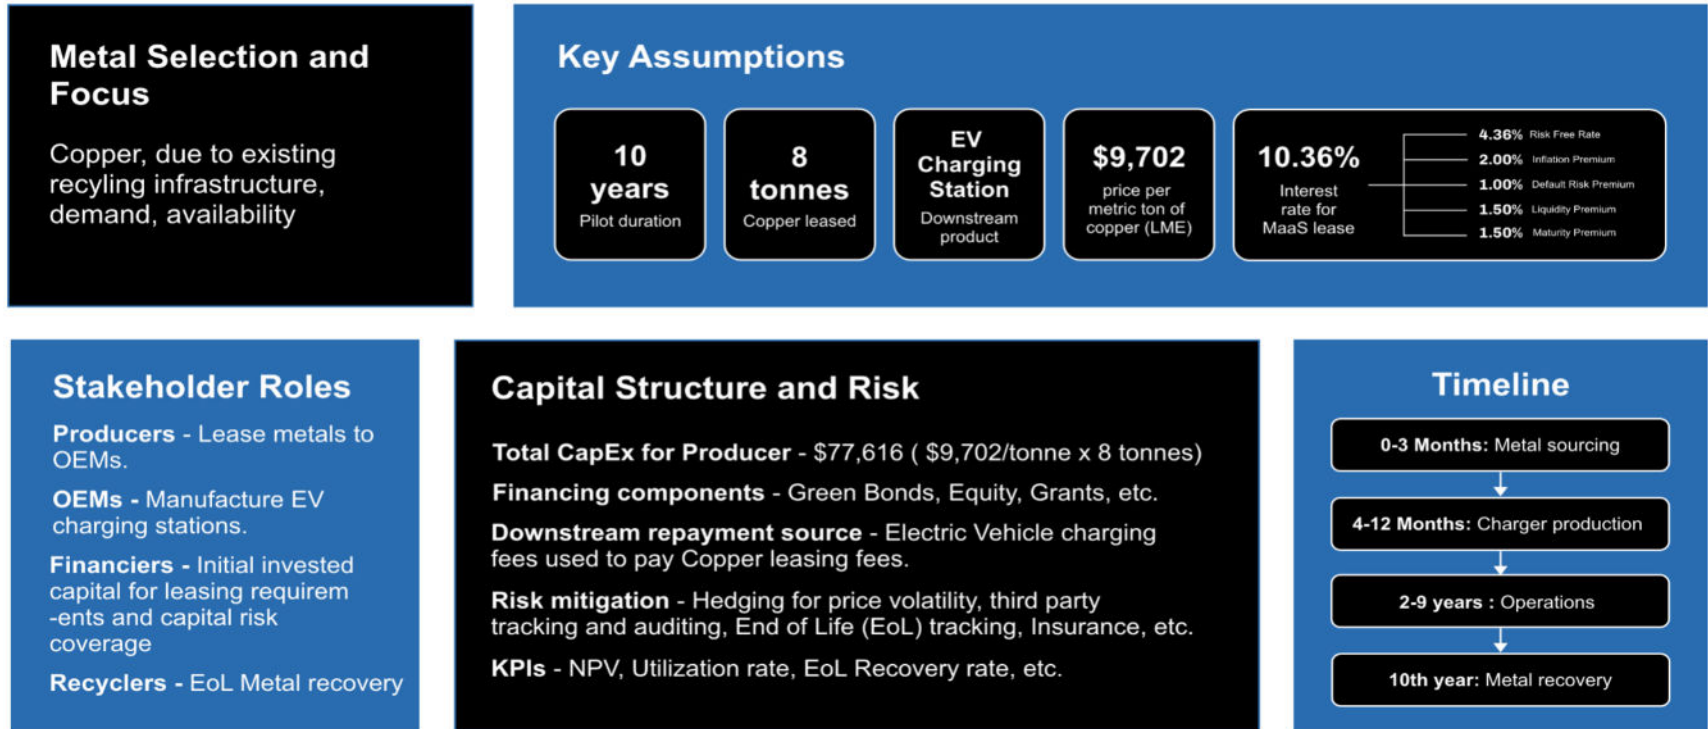 Metal Selection and
Focus
Copper, due to existing
recyling infrastructure,
demand, availability
Key Assumptions
10
years
Pilot duration
8
tonnes
Copper leased
EV
Charging
Station
Downstream
product
$9,702
price per
metric ton of
copper (LME)
10.36%
Interest
rate for
MaaS lease
4.36% Risk Free Rate
2.00% Inflation Premium
1.00% Default Risk Premium
1.50% Liquidity Premium
1.50% Maturity Premium
Stakeholder Roles
Producers - Lease metals to
OEMs.
OEMs - Manufacture EV
charging stations.
Financiers - Initial invested
capital for leasing requirem
-ents and capital risk
coverage
Recyclers - EoL Metal recovery
Capital Structure and Risk
Total CapEx for Producer - $77,616 ( $9,702/tonne x 8 tonnes)
Financing components - Green Bonds, Equity, Grants, etc.
Downstream repayment source - Electric Vehicle charging
fees used to pay Copper leasing fees.
Risk mitigation - Hedging for price volatility, third party
tracking and auditing, End of Life (EoL) tracking, Insurance, etc.
KPIs - NPV, Utilization rate, EoL Recovery rate, etc.
Timeline
0-3 Months: Metal sourcing
4-12 Months: Charger production
2-9 years : Operations
10th year: Metal recovery